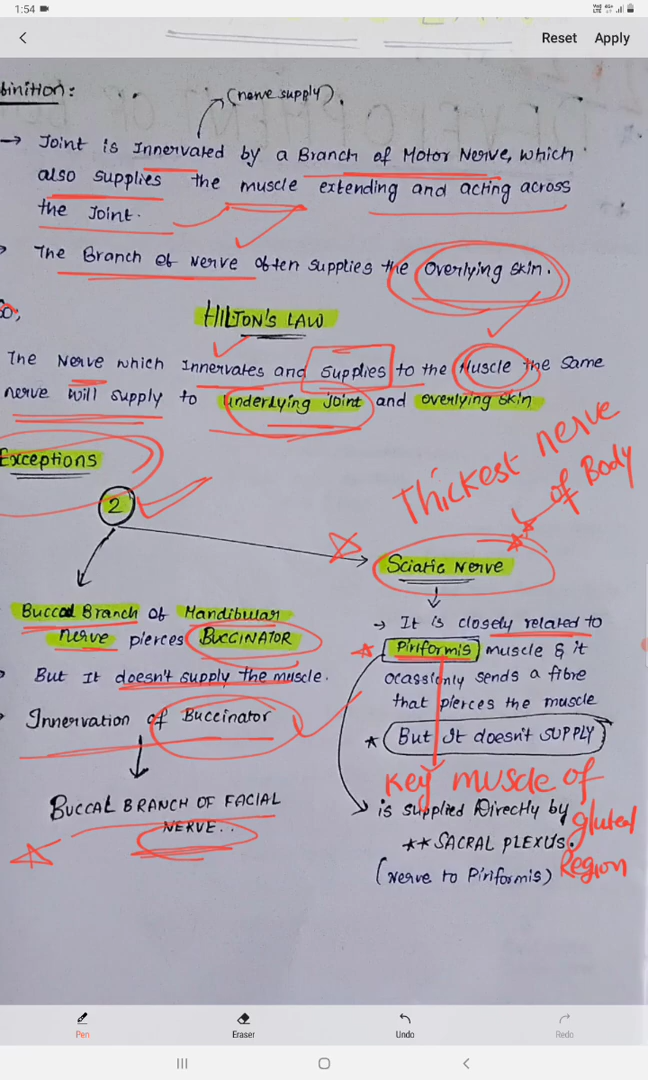 1:54
Reset Apply
finition:
(nerve supply).
→ Joint is Innervated by a Branch of Motor Nerve, which
also supplies the muscle extending and acting across
the Joint.
The Branch of Nerve often supplies the Overlying Skin.
SO,
HILTON'S LAW
The Nerve which Innervates and supplies to the Muscle the same
nerve will supply to underlying joint and overlying skin
Exceptions
2
Thickest nerve
of Body
Sciatic Nerve
Buccal Branch of Mandibular
nerve pierces BUCCINATOR
But It doesn't supply the muscle.
Innervation of Buccinator
BUCCAL BRANCH OF FACIAL
NERVE..
→ It is closely related to
Piriformis muscle & it
ocassionly sends a fibre
that pierces the muscle
But it doesn't SUPPLY
Key muscle of
gluteal
Region
is supplied Directly by
** SACRAL PLEXUS.
(Nerve to Piriformis)
Pen Eraser Undo Redo